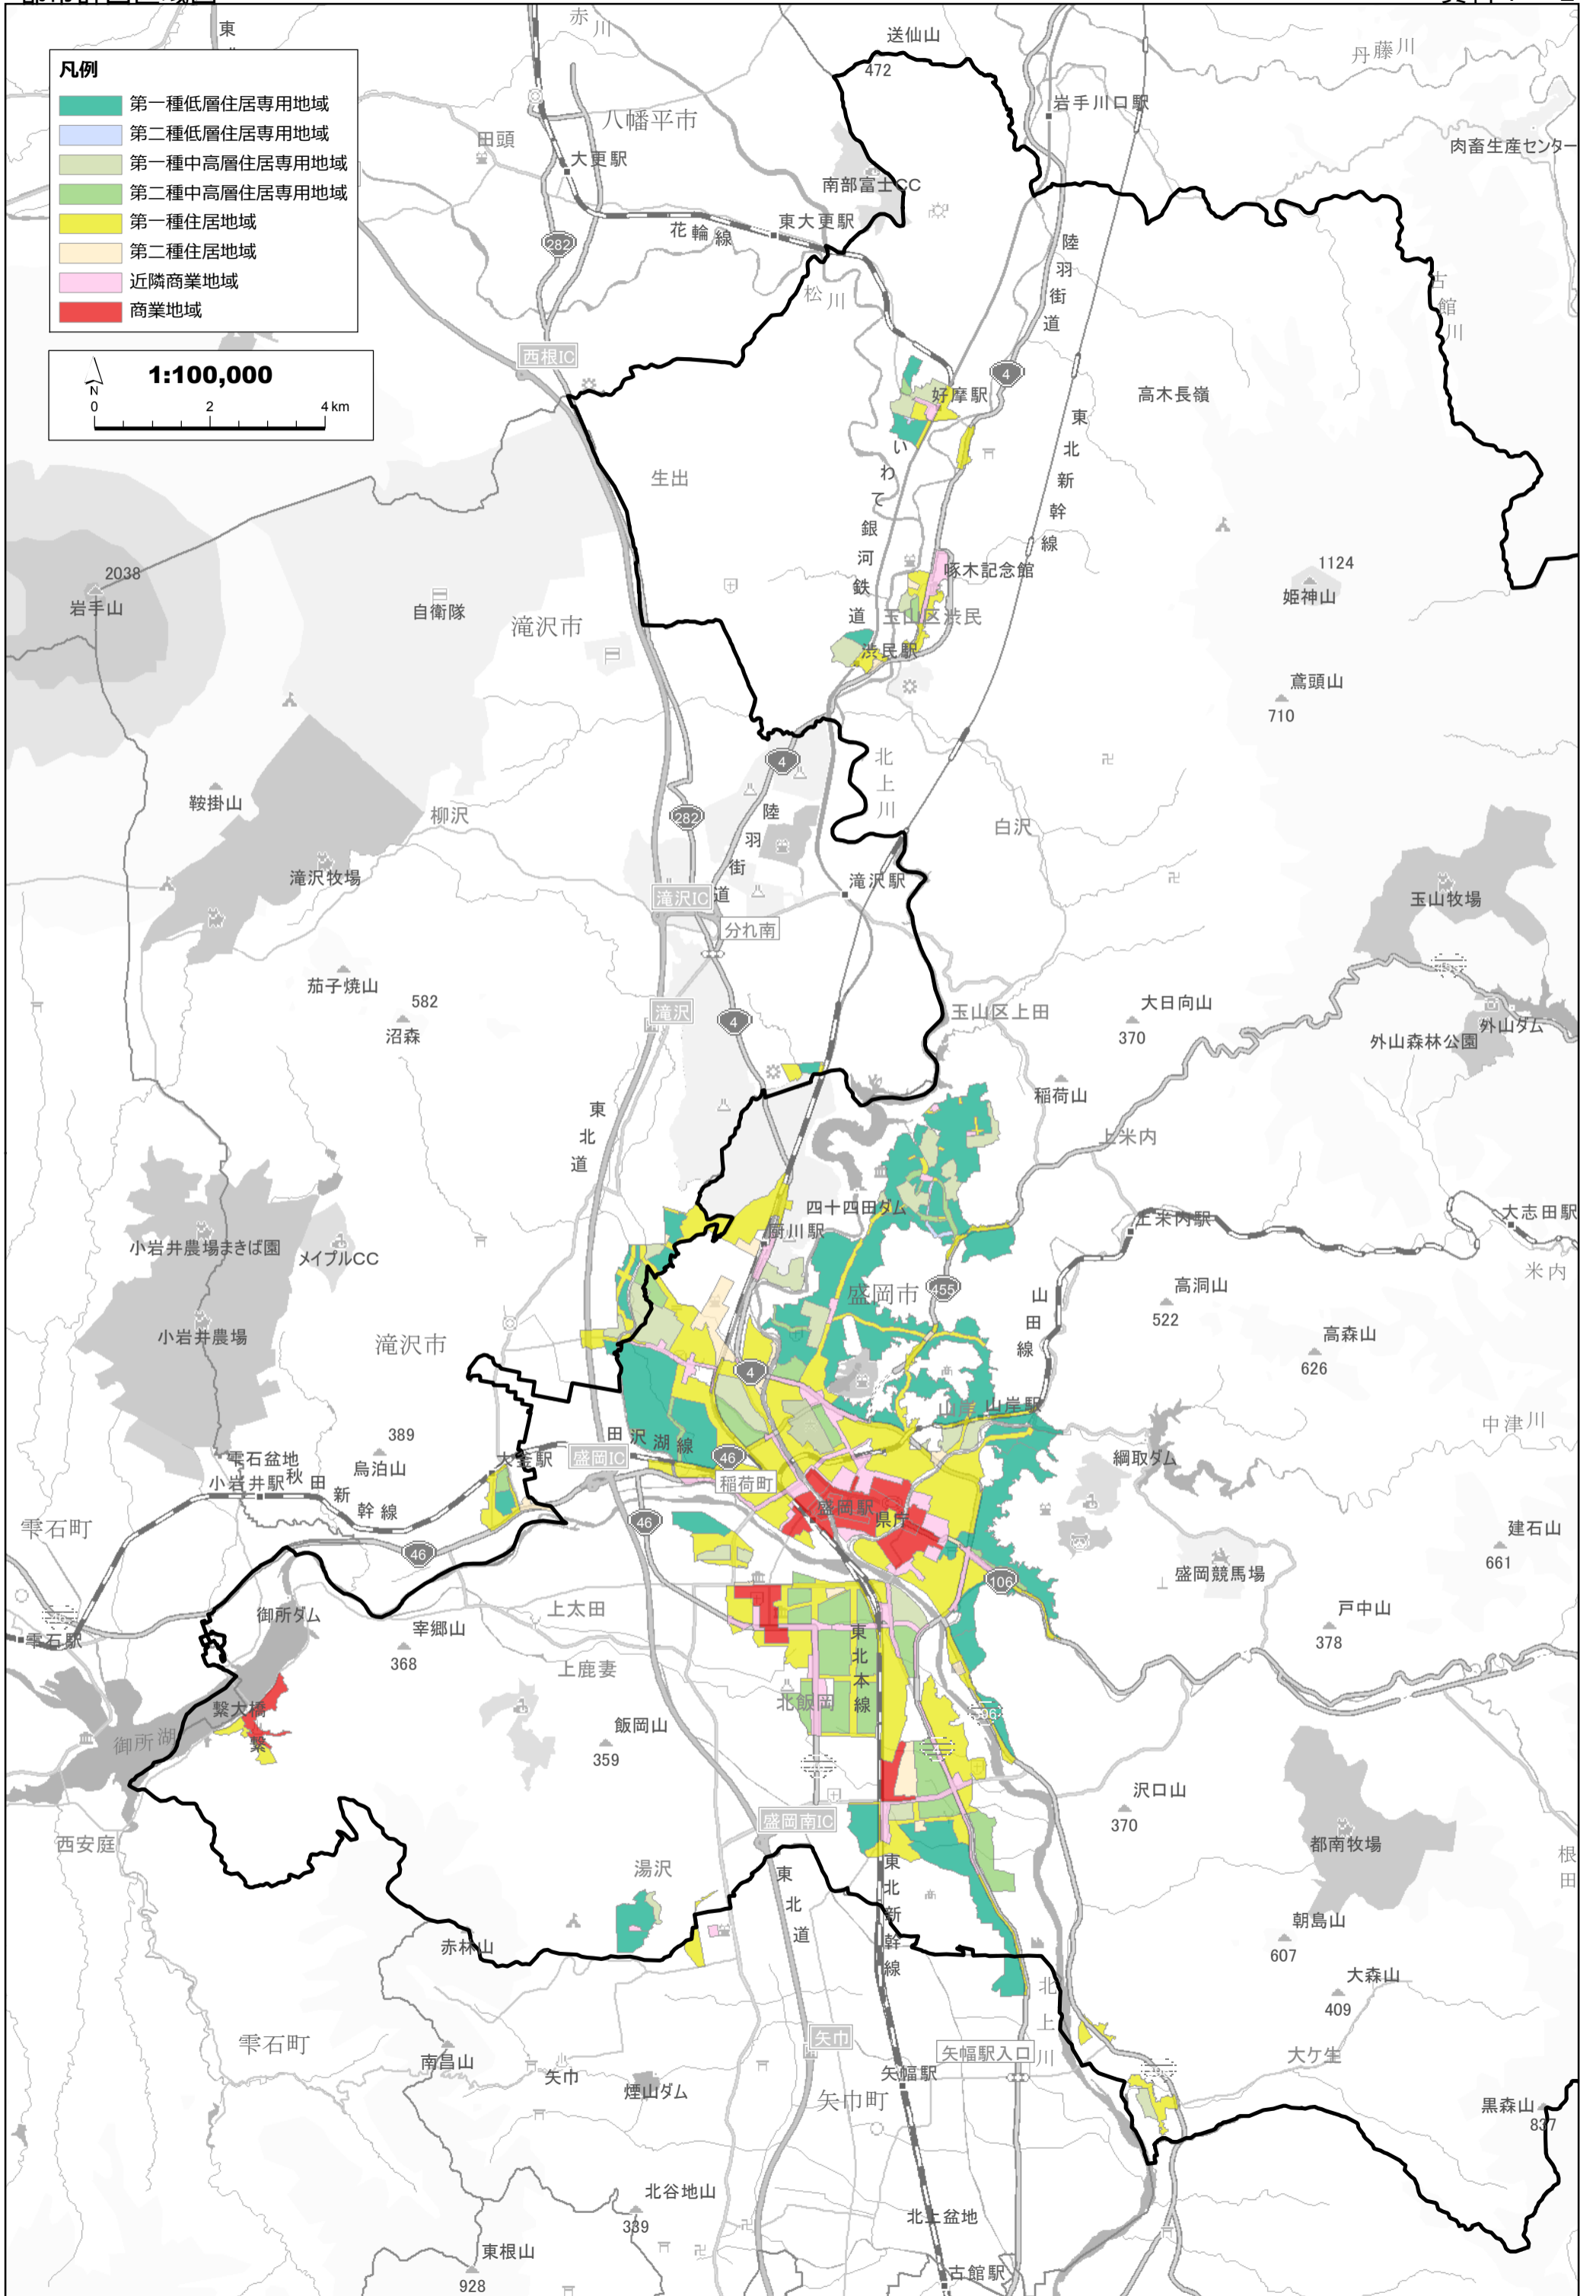 凡例
第一種低層住居専用地域
第二種低層住居専用地域
第一種中高層住居専用地域
第二種中高層住居専用地域
第一種住居地域
第二種住居地域
近隣商業地域
商業地域
1:100,000
N
0 2 4 km
東
赤川
送仙山
472
丹藤川
岩手川口駅
肉畜生産センター
八幡平市
田頭
大更駅
南部富士CC
東大更駅
花輪線
282
松川
陸羽街道
古館川
西根IC
4
好摩駅
高木長嶺
東北新幹線
生出
いわて銀河鉄道
2038
岩手山
自衛隊
滝沢市
啄木記念館
玉山区渋民
渋民駅
1124
姫神山
鳶頭山
710
4
北上川
鞍掛山
柳沢
282
陸羽街道
白沢
滝沢牧場
滝沢IC
滝沢駅
玉山牧場
分れ南
茄子焼山
582
沼森
滝沢
4
玉山区上田
大日向山
370
外山ダム
外山森林公園
稲荷山
東北道
上米内
四十四田ダム
厨川駅
上米内駅
大志田駅
米内
小岩井農場まきば園
メイプルCC
盛岡市
455
高洞山
522
山田線
小岩井農場
滝沢市
高森山
626
4
山岸
山岸駅
中津川
389
烏泊山
田沢湖線
盛岡IC
46
稲荷町
綱取ダム
雫石盆地
小岩井駅
秋田新幹線
大釜駅
盛岡駅
県庁
雫石町
46
46
建石山
661
盛岡競馬場
106
御所ダム
雫石駅
宰郷山
368
上太田
上鹿妻
戸中山
378
東北本線
北飯岡
繋大橋
繋
御所湖
飯岡山
359
沢口山
370
盛岡南IC
都南牧場
西安庭
湯沢
東北道
東北新幹線
根田
赤林山
朝島山
607
大森山
409
北上川
雫石町
南昌山
矢巾
煙山ダム
矢巾
矢幅駅入口
矢幅駅
矢巾町
大ケ生
黒森山
837
北谷地山
339
北上盆地
東根山
928
古館駅